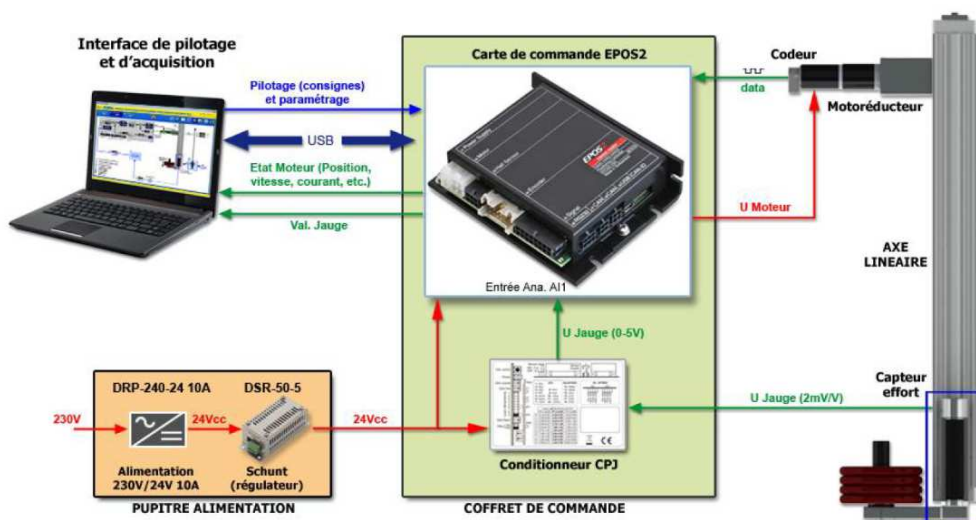 Interface de pilotage
et d'acquisition
Pilotage (consignes)
et paramétrage
USB
Etat Moteur (Position,
vitesse, courant, etc.)
Val. Jauge
Carte de commande EPOS2
EPOS2
Entrée Ana. AI1
Codeur
data
Motoréducteur
U Moteur
AXE
LINEAIRE
U Jauge (0-5V)
Capteur
effort
U Jauge (2mV/V)
DRP-240-24 10A
DSR-50-5
230V
24Vcc
24Vcc
Alimentation
230V/24V 10A
Schunt
(régulateur)
Conditionneur CPJ
PUPITRE ALIMENTATION
COFFRET DE COMMANDE